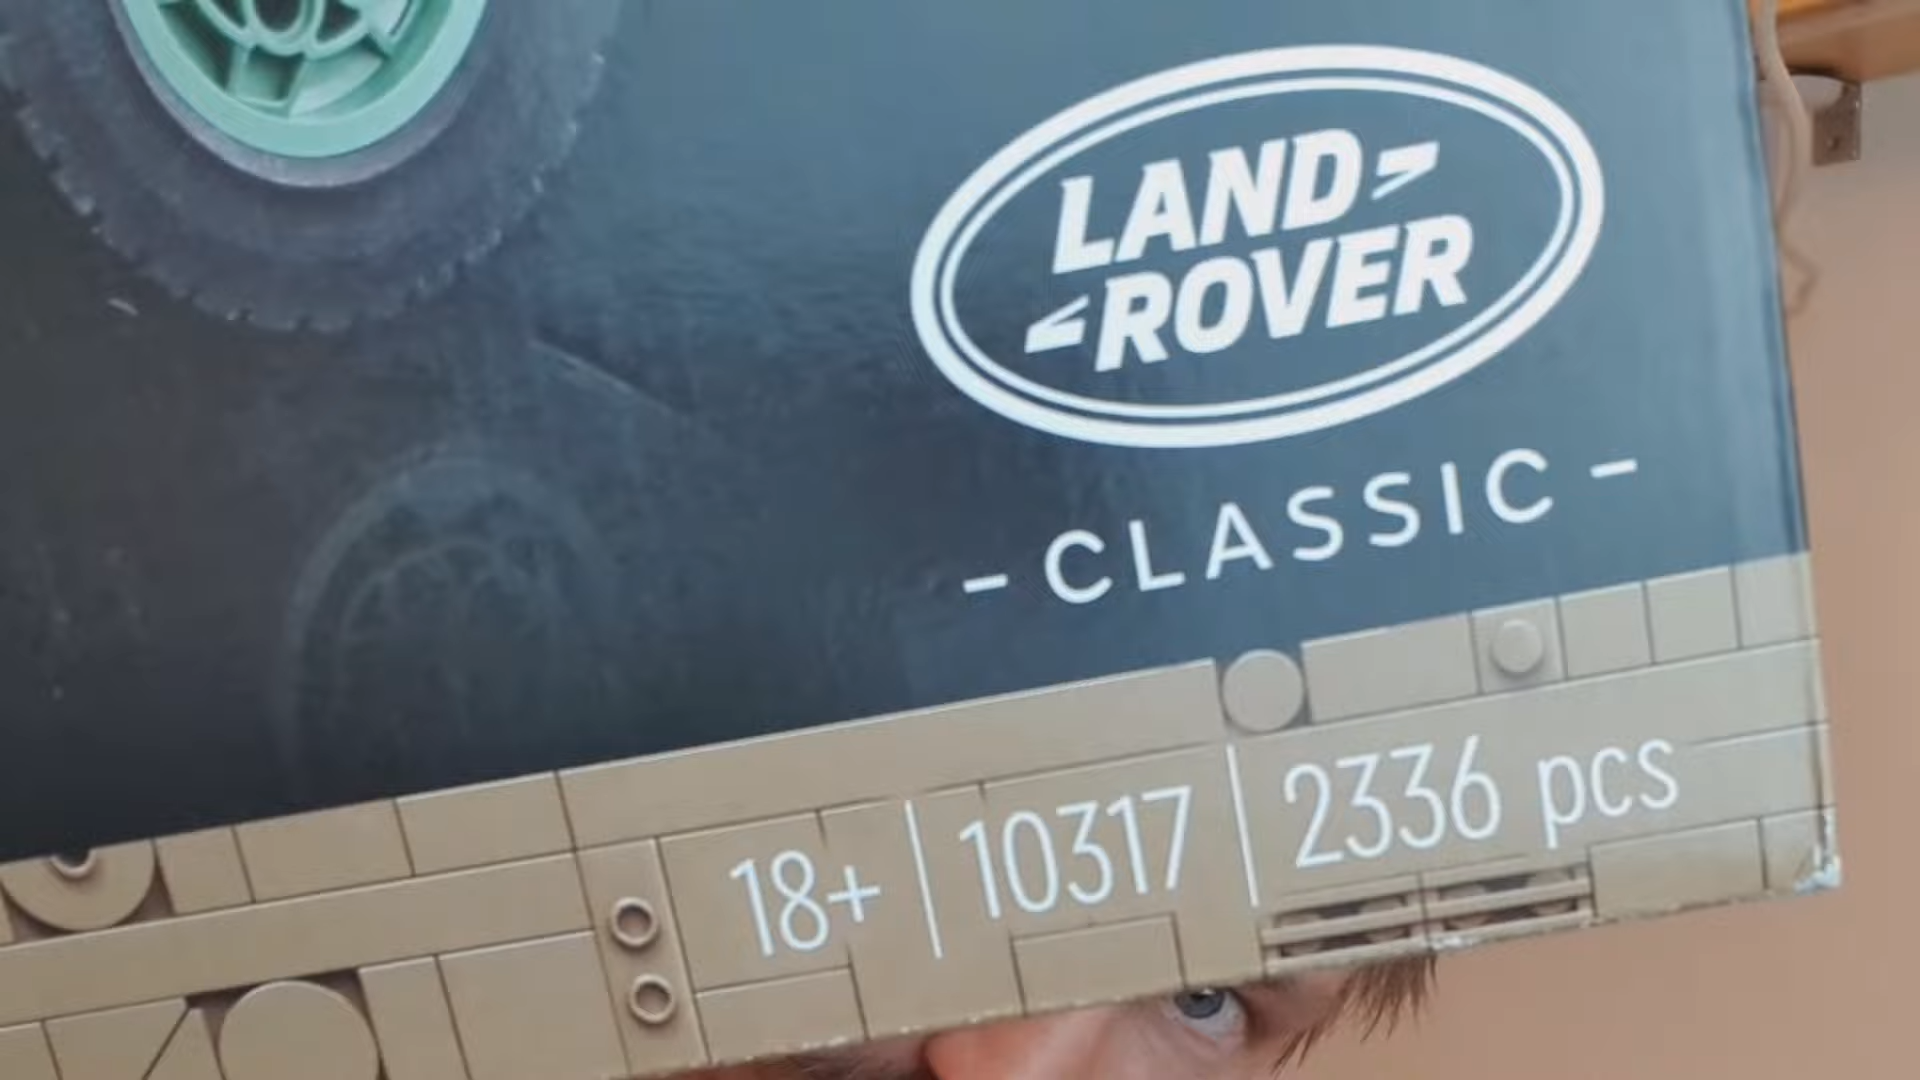 LAND
ROVER
- CLASSIC -
18+ | 10317 | 2336 pcs